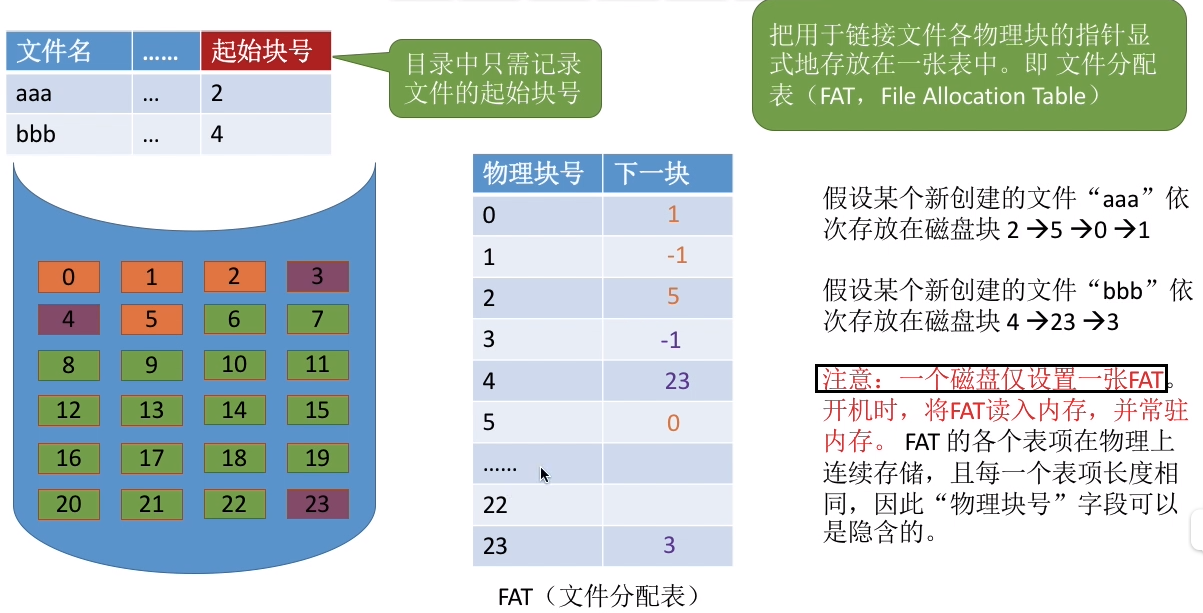 文件名 …… 起始块号
aaa ... 2
bbb ... 4
目录中只需记录
文件的起始块号
把用于链接文件各物理块的指针显
式地存放在一张表中。即 文件分配
表（FAT，File Allocation Table）
0 1 2 3
4 5 6 7
8 9 10 11
12 13 14 15
16 17 18 19
20 21 22 23
物理块号 下一块
0 1
1 -1
2 5
3 -1
4 23
5 0
……
22
23 3
FAT（文件分配表）
假设某个新创建的文件“aaa”依
次存放在磁盘块 2 →5 →0 →1
假设某个新创建的文件“bbb”依
次存放在磁盘块 4 →23 →3
注意：一个磁盘仅设置一张FAT。
开机时，将FAT读入内存，并常驻
内存。 FAT 的各个表项在物理上
连续存储，且每一个表项长度相
同，因此“物理块号”字段可以
是隐含的。